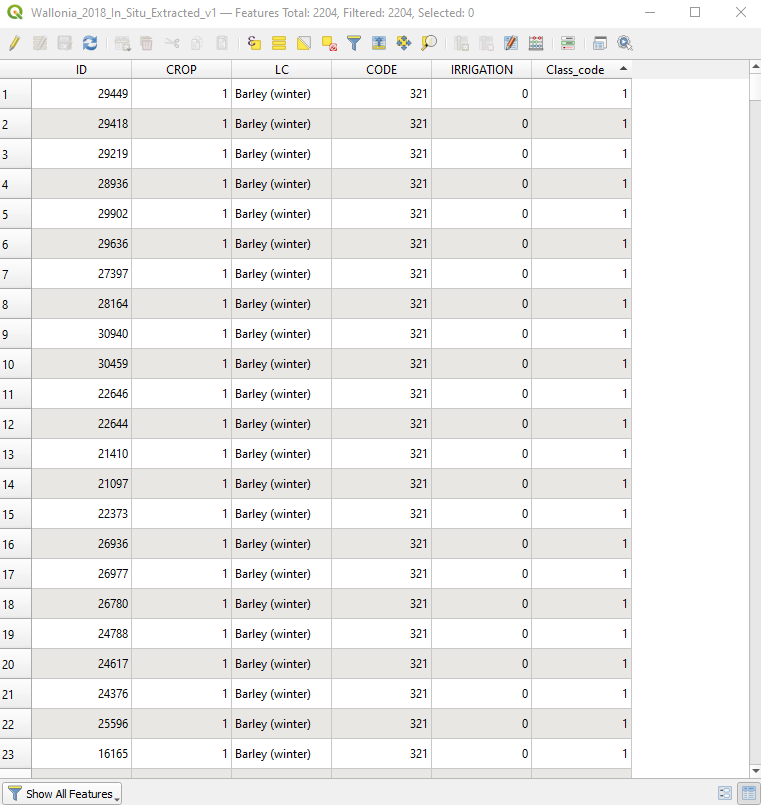 Wallonia_2018_In_Situ_Extracted_v1 — Features Total: 2204, Filtered: 2204, Selected: 0
ID CROP LC CODE IRRIGATION Class_code
1 29449 1 Barley (winter) 321 0 1
2 29418 1 Barley (winter) 321 0 1
3 29219 1 Barley (winter) 321 0 1
4 28936 1 Barley (winter) 321 0 1
5 29902 1 Barley (winter) 321 0 1
6 29636 1 Barley (winter) 321 0 1
7 27397 1 Barley (winter) 321 0 1
8 28164 1 Barley (winter) 321 0 1
9 30940 1 Barley (winter) 321 0 1
10 30459 1 Barley (winter) 321 0 1
11 22646 1 Barley (winter) 321 0 1
12 22644 1 Barley (winter) 321 0 1
13 21410 1 Barley (winter) 321 0 1
14 21097 1 Barley (winter) 321 0 1
15 22373 1 Barley (winter) 321 0 1
16 26936 1 Barley (winter) 321 0 1
17 26977 1 Barley (winter) 321 0 1
18 26780 1 Barley (winter) 321 0 1
19 24788 1 Barley (winter) 321 0 1
20 24617 1 Barley (winter) 321 0 1
21 24376 1 Barley (winter) 321 0 1
22 25596 1 Barley (winter) 321 0 1
23 16165 1 Barley (winter) 321 0 1
Show All Features